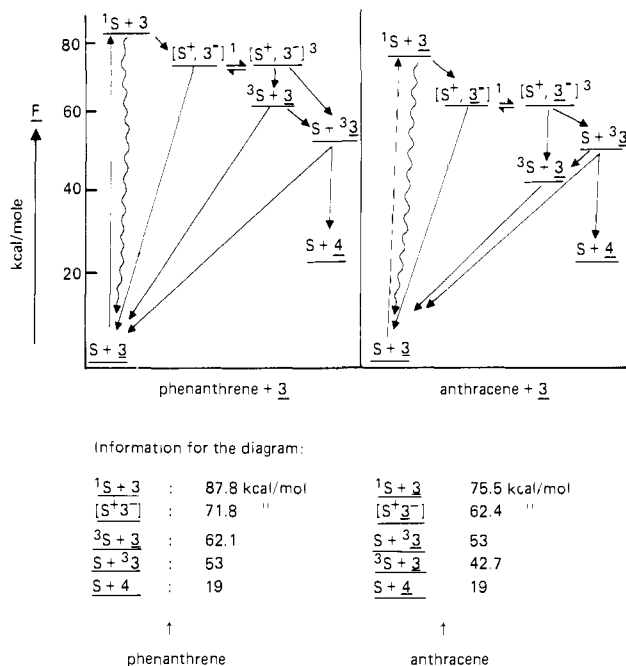 80
60
40
20
F
kcal/mole
¹S + 3
[S⁺, 3⁻]¹ ⇌ [S⁺, 3⁻]³
³S + 3
S + ³3
S + 4
S + 3
phenanthrene + 3
¹S + 3
[S⁺, 3⁻]¹ ⇌ [S⁺, 3⁻]³
S + ³3
³S + 3
S + 4
S + 3
anthracene + 3
Information for the diagram:
¹S + 3 : 87.8 kcal/mol
[S⁺3⁻] : 71.8 "
³S + 3 : 62.1
S + ³3 : 53
S + 4 : 19
↑
phenanthrene
¹S + 3 75.5 kcal/mol
[S⁺3⁻] 62.4 "
S + ³3 53
³S + 3 42.7
S + 4 19
↑
anthracene